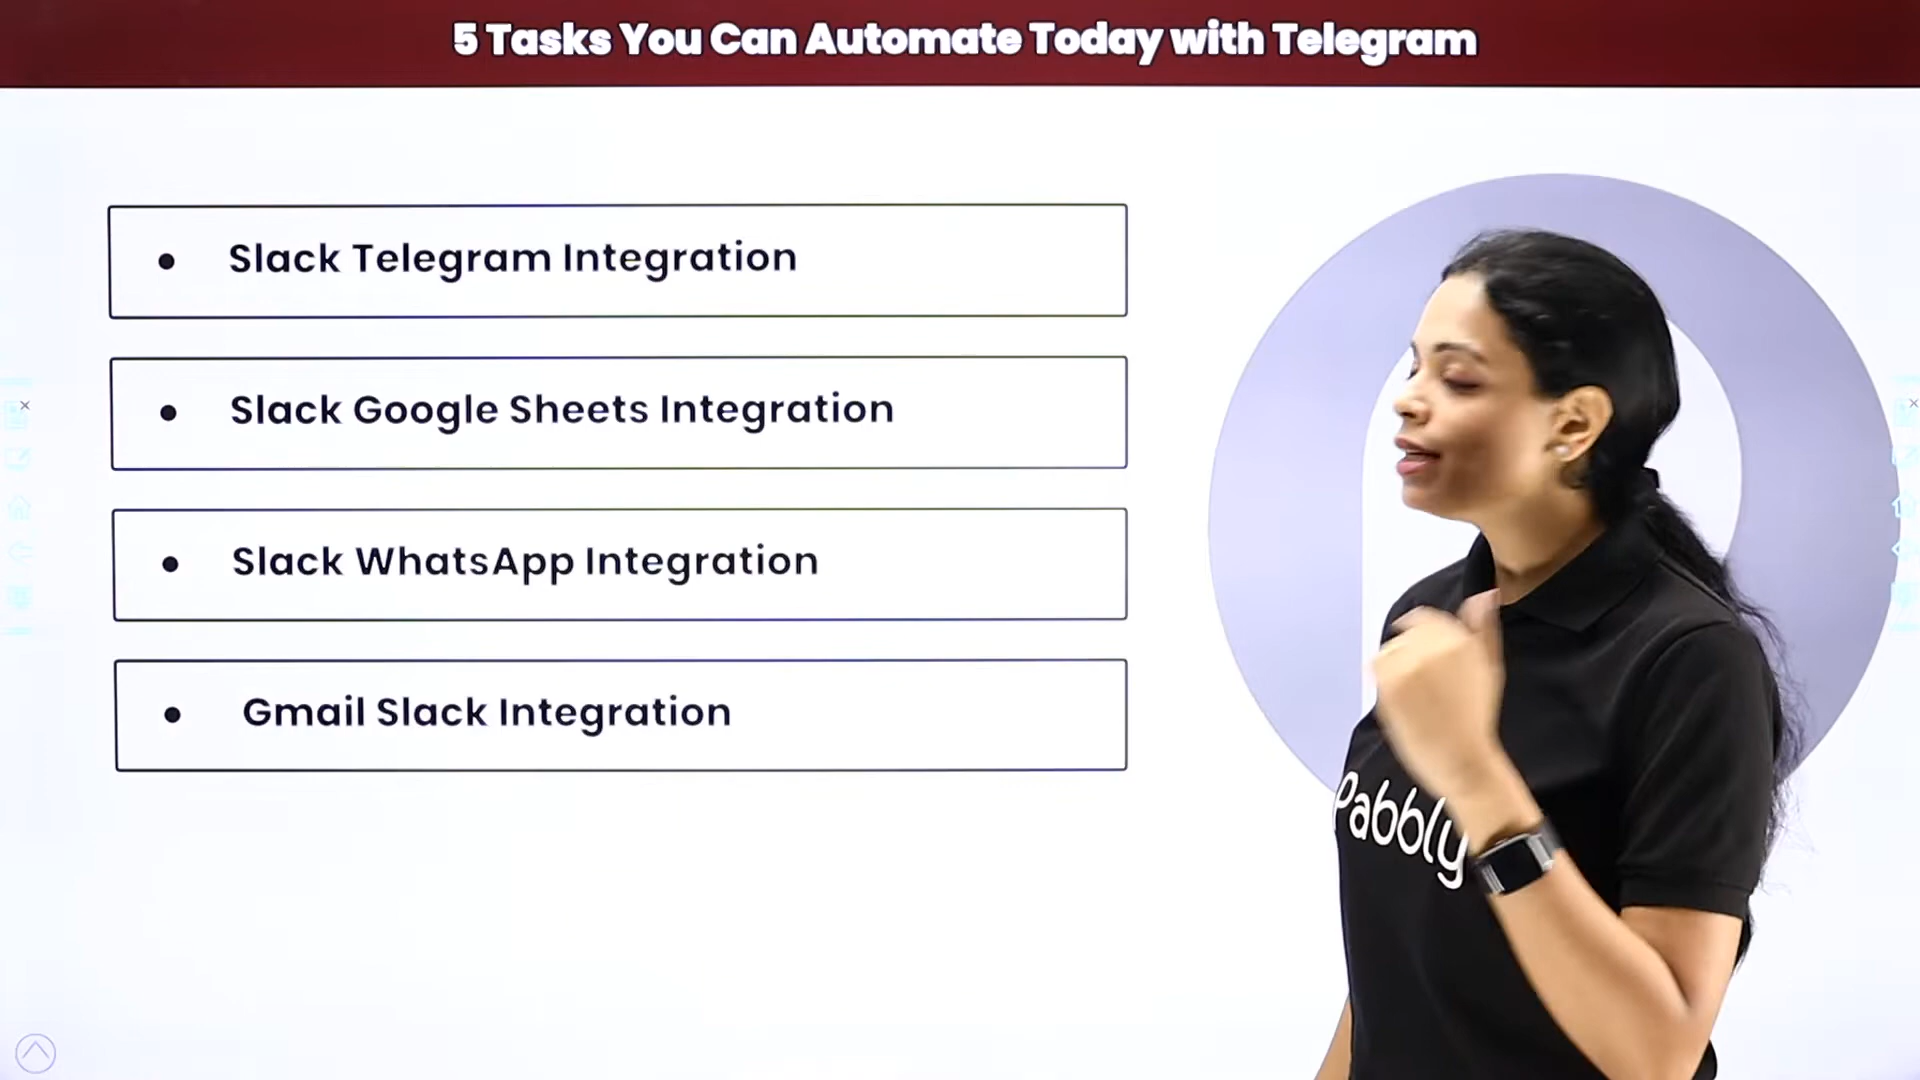 5 Tasks You Can Automate Today with Telegram
• Slack Telegram Integration
• Slack Google Sheets Integration
• Slack WhatsApp Integration
• Gmail Slack Integration
Pabbly